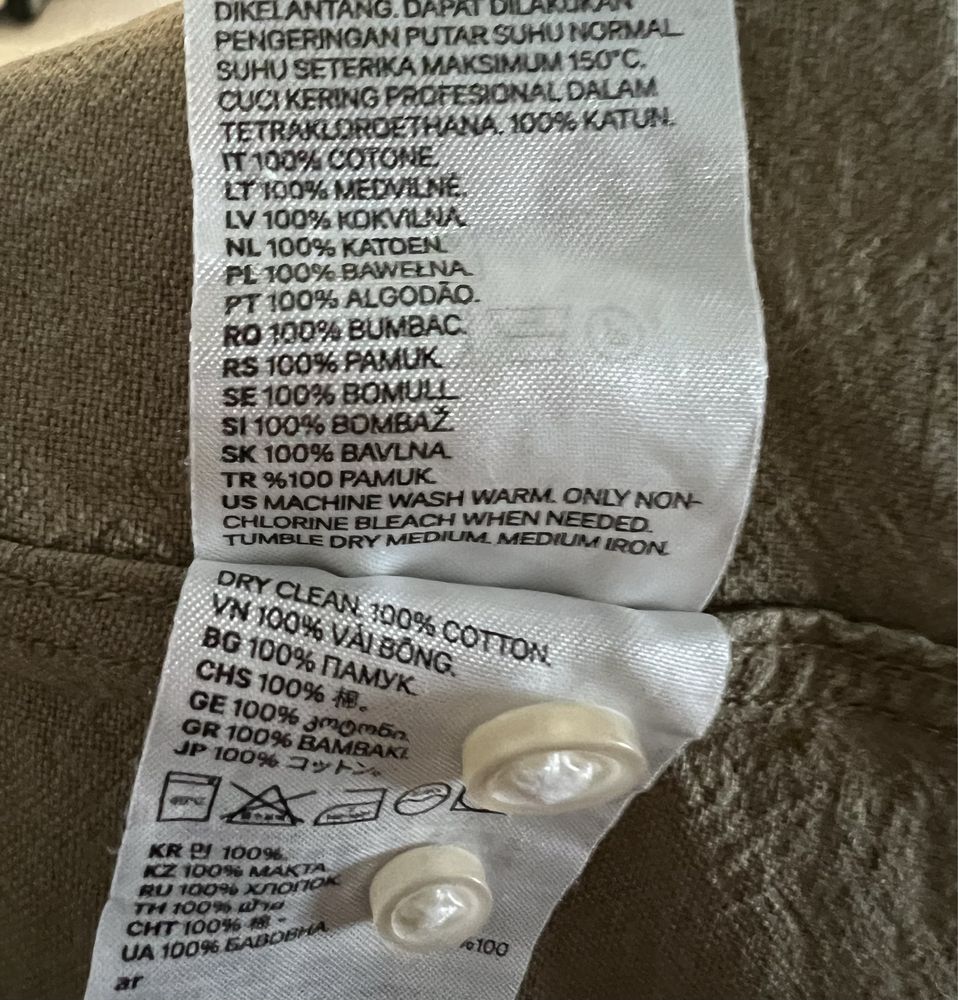 DIKELANTANG. DAPAT DILAKUKAN
PENGERINGAN PUTAR SUHU NORMAL.
SUHU SETERIKA MAKSIMUM 150°C.
CUCI KERING PROFESIONAL DALAM
TETRAKLOROETHANA. 100% KATUN.
IT 100% COTONE.
LT 100% MEDVILNĖ.
LV 100% KOKVILNA.
NL 100% KATOEN.
PL 100% BAWEŁNA.
PT 100% ALGODÃO.
RO 100% BUMBAC.
RS 100% PAMUK.
SE 100% BOMULL.
SI 100% BOMBAŽ.
SK 100% BAVLNA.
TR %100 PAMUK.
US MACHINE WASH WARM. ONLY NON-
CHLORINE BLEACH WHEN NEEDED.
TUMBLE DRY MEDIUM. MEDIUM IRON.
DRY CLEAN. 100% COTTON.
VN 100% VẢI BÔNG.
BG 100% ПАМУК.
CHS 100% 棉。
GE 100% ქოტონი.
GR 100% ΒΑΜΒΑΚΙ.
JP 100% コットン。
KR 면 100%.
KZ 100% МАКТА.
RU 100% ХЛОПОК
TH 100% ฝ้าย
CHT 100% 棉。
UA 100% БАВОВНА.
%100
ar